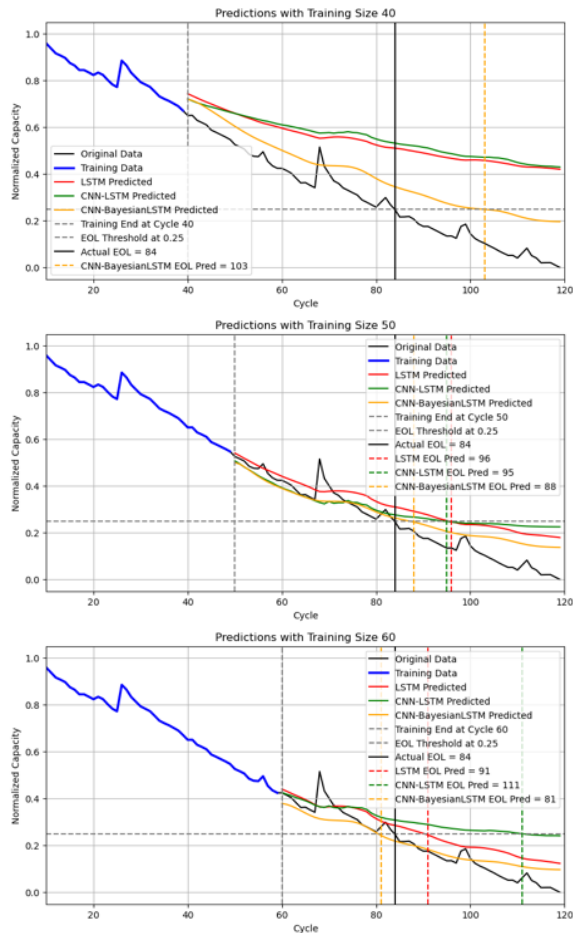 Predictions with Training Size 40
1.0
0.8
0.6
0.4
0.2
0.0
Normalized Capacity
Original Data
Training Data
LSTM Predicted
CNN-LSTM Predicted
CNN-BayesianLSTM Predicted
Training End at Cycle 40
EOL Threshold at 0.25
Actual EOL = 84
CNN-BayesianLSTM EOL Pred = 103
20 40 60 80 100 120
Cycle
Predictions with Training Size 50
1.0
0.8
0.6
0.4
0.2
0.0
Normalized Capacity
Original Data
Training Data
LSTM Predicted
CNN-LSTM Predicted
CNN-BayesianLSTM Predicted
Training End at Cycle 50
EOL Threshold at 0.25
Actual EOL = 84
LSTM EOL Pred = 96
CNN-LSTM EOL Pred = 95
CNN-BayesianLSTM EOL Pred = 88
20 40 60 80 100 120
Cycle
Predictions with Training Size 60
1.0
0.8
0.6
0.4
0.2
0.0
Normalized Capacity
Original Data
Training Data
LSTM Predicted
CNN-LSTM Predicted
CNN-BayesianLSTM Predicted
Training End at Cycle 60
EOL Threshold at 0.25
Actual EOL = 84
LSTM EOL Pred = 91
CNN-LSTM EOL Pred = 111
CNN-BayesianLSTM EOL Pred = 81
20 40 60 80 100 120
Cycle